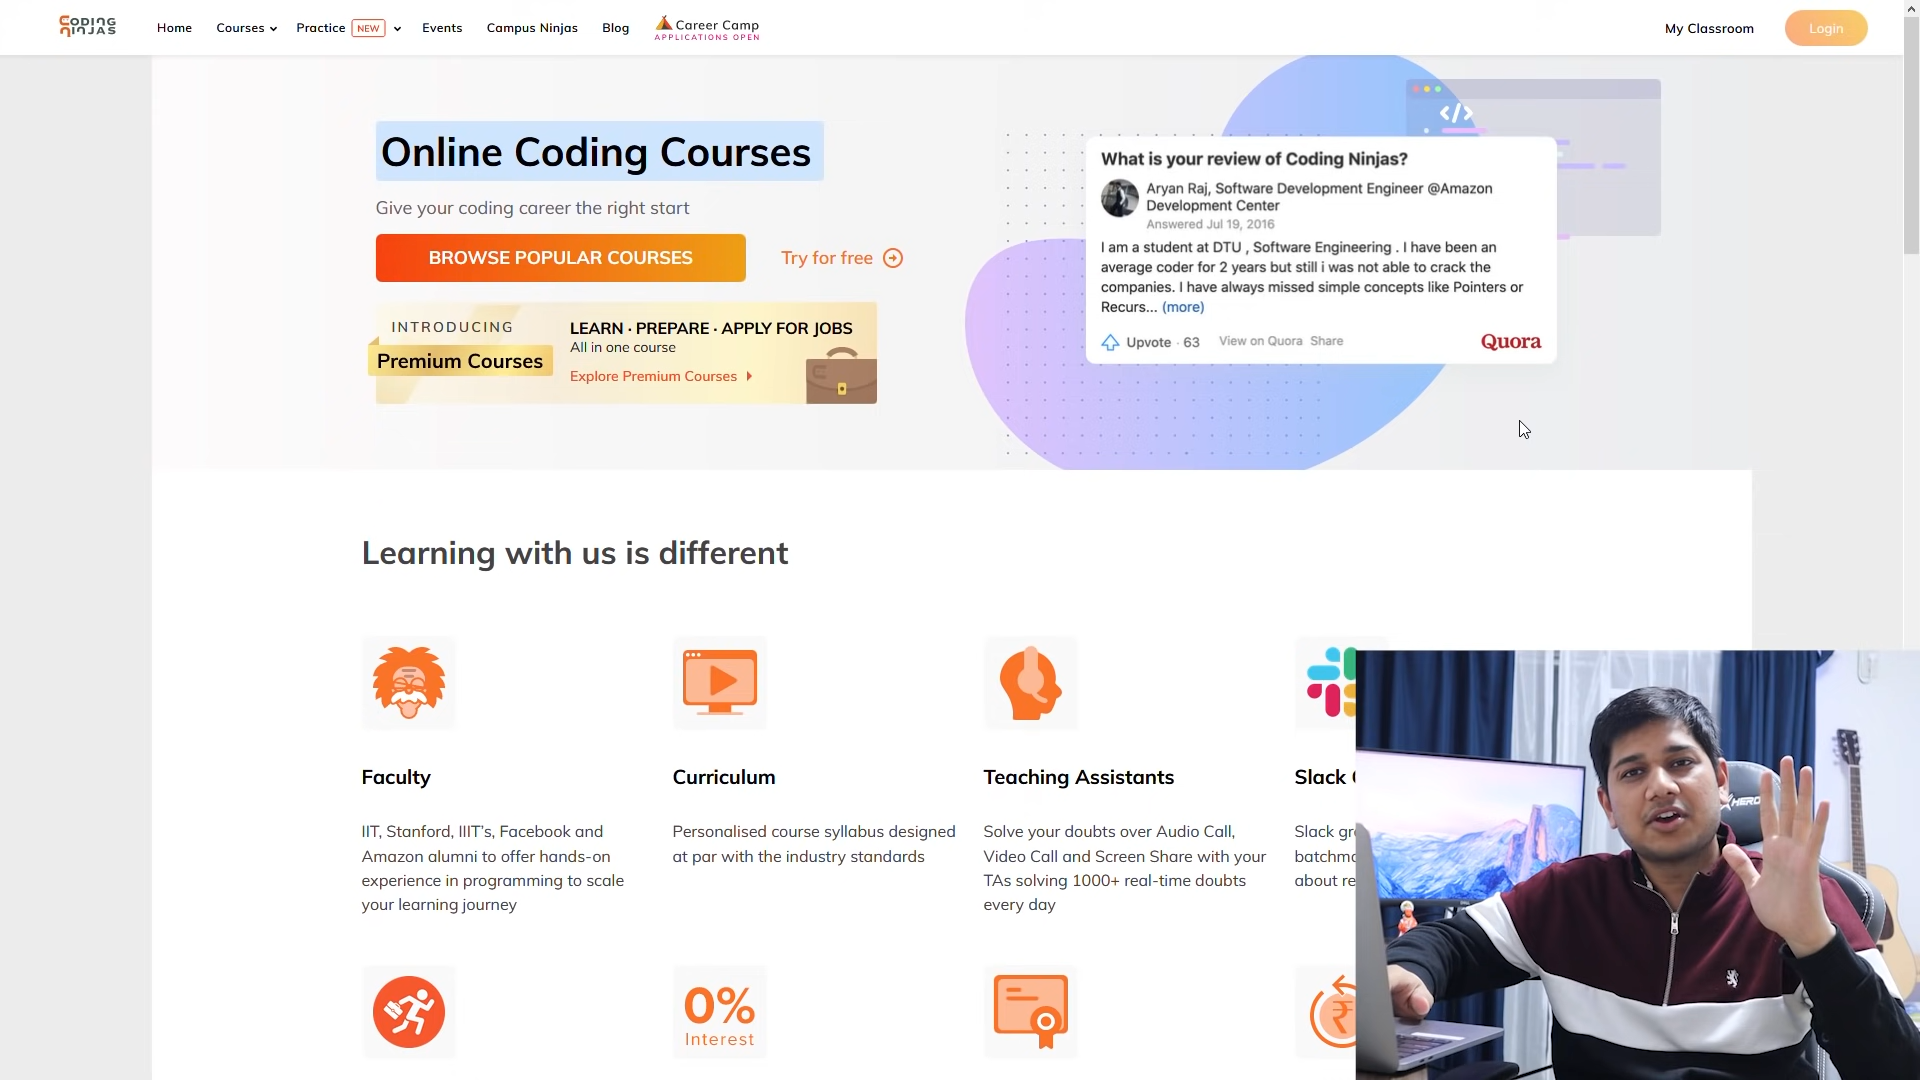 CODING
NINJAS
Home
Courses
Practice
NEW
Events
Campus Ninjas
Blog
Career Camp
APPLICATIONS OPEN
My Classroom
Login
Online Coding Courses
Give your coding career the right start
BROWSE POPULAR COURSES
Try for free
INTRODUCING
Premium Courses
LEARN · PREPARE · APPLY FOR JOBS
All in one course
Explore Premium Courses
</>
What is your review of Coding Ninjas?
Aryan Raj, Software Development Engineer @Amazon
Development Center
Answered Jul 19, 2016
I am a student at DTU , Software Engineering . I have been an
average coder for 2 years but still i was not able to crack the
companies. I have always missed simple concepts like Pointers or
Recurs... (more)
Upvote · 63
View on Quora
Share
Quora
Learning with us is different
Faculty
IIT, Stanford, IIIT's, Facebook and
Amazon alumni to offer hands-on
experience in programming to scale
your learning journey
Curriculum
Personalised course syllabus designed
at par with the industry standards
Teaching Assistants
Solve your doubts over Audio Call,
Video Call and Screen Share with your
TAs solving 1000+ real-time doubts
every day
Slack
Slack
about
0%
Interest
₹
HERO